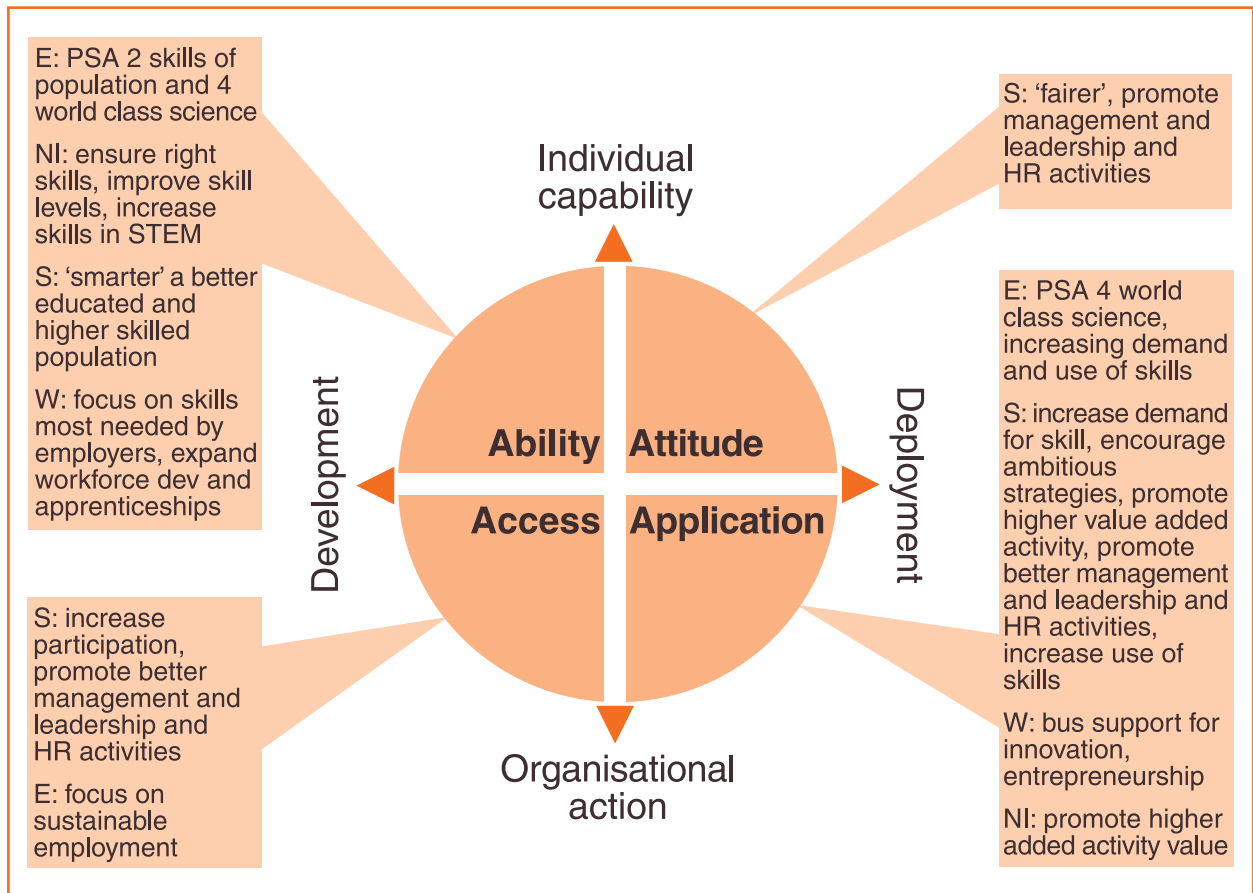 E: PSA 2 skills of
population and 4
world class science
NI: ensure right
skills, improve skill
levels, increase
skills in STEM
S: ‘smarter’ a better
educated and
higher skilled
population
W: focus on skills
most needed by
employers, expand
workforce dev and
apprenticeships
S: increase
participation,
promote better
management and
leadership and
HR activities
E: focus on
sustainable
employment
Individual
capability
Development
Ability
Attitude
Access
Application
Deployment
Organisational
action
S: ‘fairer’, promote
management and
leadership and
HR activities
E: PSA 4 world
class science,
increasing demand
and use of skills
S: increase demand
for skill, encourage
ambitious
strategies, promote
higher value added
activity, promote
better management
and leadership and
HR activities,
increase use of
skills
W: bus support for
innovation,
entrepreneurship
NI: promote higher
added activity value